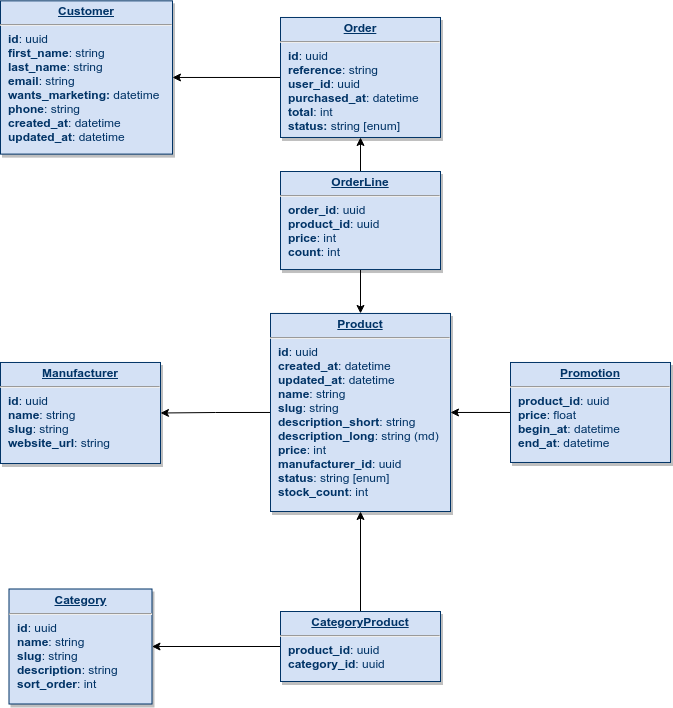 Customer
id: uuid
first_name: string
last_name: string
email: string
wants_marketing: datetime
phone: string
created_at: datetime
updated_at: datetime
Order
id: uuid
reference: string
user_id: uuid
purchased_at: datetime
total: int
status: string [enum]
OrderLine
order_id: uuid
product_id: uuid
price: int
count: int
Manufacturer
id: uuid
name: string
slug: string
website_url: string
Product
id: uuid
created_at: datetime
updated_at: datetime
name: string
slug: string
description_short: string
description_long: string (md)
price: int
manufacturer_id: uuid
status: string [enum]
stock_count: int
Promotion
product_id: uuid
price: float
begin_at: datetime
end_at: datetime
Category
id: uuid
name: string
slug: string
description: string
sort_order: int
CategoryProduct
product_id: uuid
category_id: uuid